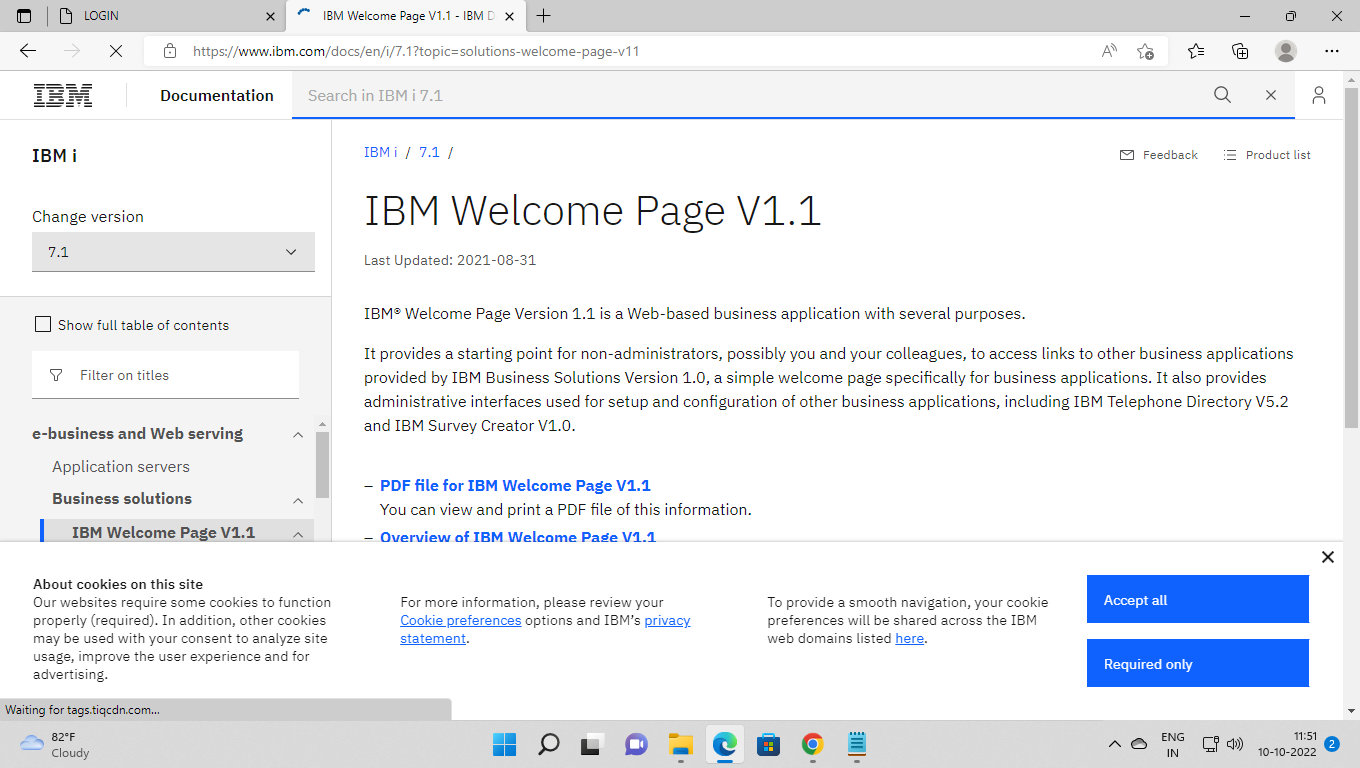 LOGIN
IBM Welcome Page V1.1 - IBM D
https://www.ibm.com/docs/en/i/7.1?topic=solutions-welcome-page-v11
IBM
Documentation
Search in IBM i 7.1
IBM i
Change version
7.1
Show full table of contents
Filter on titles
e-business and Web serving
Application servers
Business solutions
IBM Welcome Page V1.1
IBM i / 7.1 /
Feedback
Product list
IBM Welcome Page V1.1
Last Updated: 2021-08-31
IBM® Welcome Page Version 1.1 is a Web-based business application with several purposes.
It provides a starting point for non-administrators, possibly you and your colleagues, to access links to other business applications
provided by IBM Business Solutions Version 1.0, a simple welcome page specifically for business applications. It also provides
administrative interfaces used for setup and configuration of other business applications, including IBM Telephone Directory V5.2
and IBM Survey Creator V1.0.
– PDF file for IBM Welcome Page V1.1
You can view and print a PDF file of this information.
– Overview of IBM Welcome Page V1.1
About cookies on this site
Our websites require some cookies to function
properly (required). In addition, other cookies
may be used with your consent to analyze site
usage, improve the user experience and for
advertising.
For more information, please review your
Cookie preferences options and IBM's privacy
statement.
To provide a smooth navigation, your cookie
preferences will be shared across the IBM
web domains listed here.
Accept all
Required only
Waiting for tags.tiqcdn.com...
82°F
Cloudy
ENG
IN
11:51
10-10-2022
2